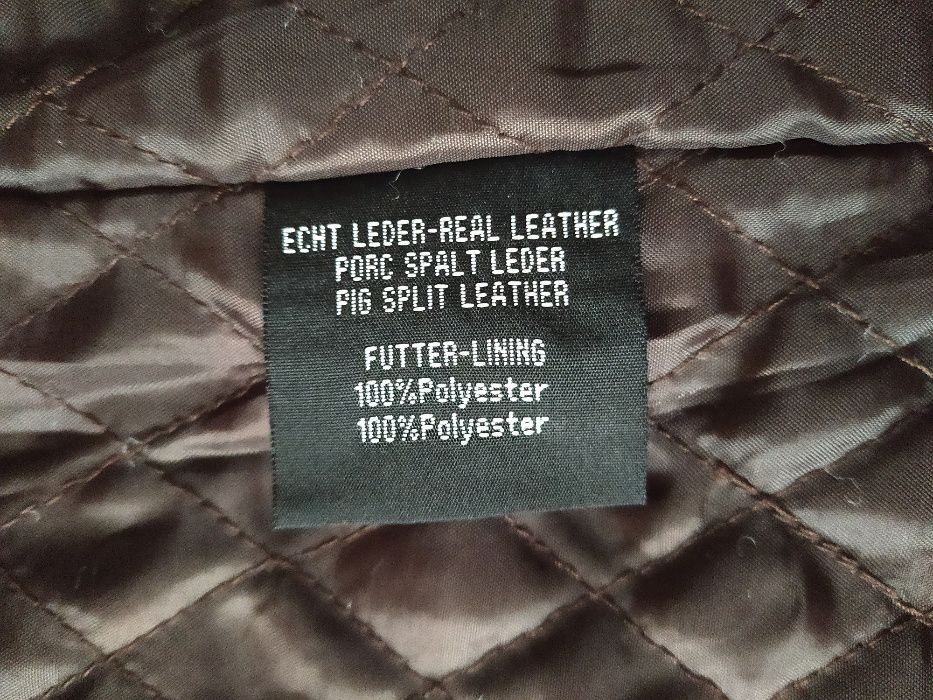 ECHT LEDER-REAL LEATHER
PORC SPALT LEDER
PIG SPLIT LEATHER
FUTTER-LINING
100%Polyester
100%Polyester